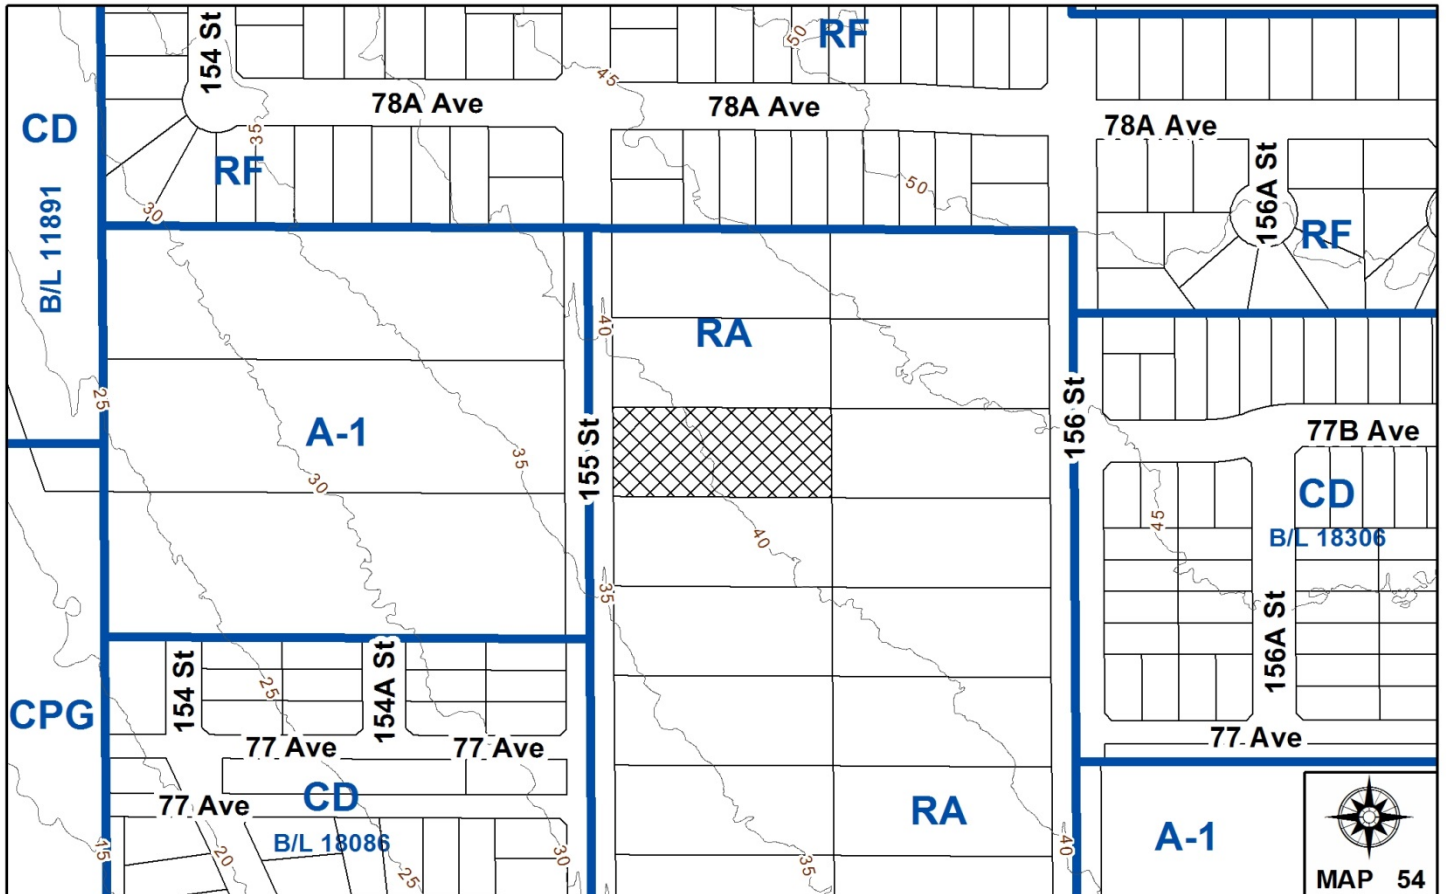 154 St
50
RF
45
78A Ave
78A Ave
78A Ave
CD
35
RF
156A St
50
B/L 11891
30
RF
40
RA
25
156 St
A-1
155 St
77B Ave
35
30
CD
45
B/L 18306
40
35
156A St
154 St
154A St
25
CPG
77 Ave
77 Ave
77 Ave
CD
77 Ave
RA
A-1
B/L 18086
15
20
30
25
35
40
MAP 54